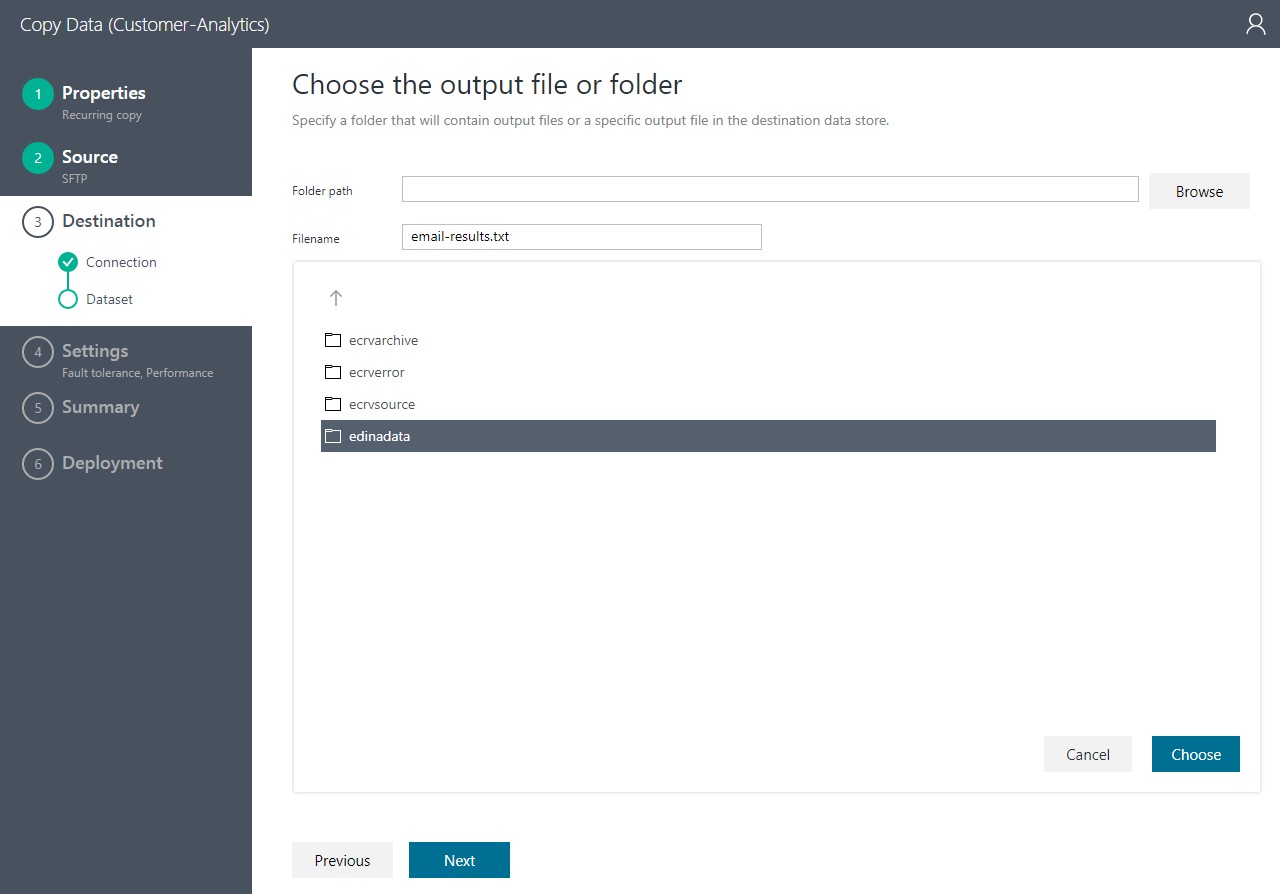 Copy Data (Customer-Analytics)
1 Properties
Recurring copy
2 Source
SFTP
3 Destination
Connection
Dataset
4 Settings
Fault tolerance, Performance
5 Summary
6 Deployment
Choose the output file or folder
Specify a folder that will contain output files or a specific output file in the destination data store.
Folder path
Browse
Filename email-results.txt
ecrvarchive
ecrverror
ecrvsource
edinadata
Cancel Choose
Previous Next